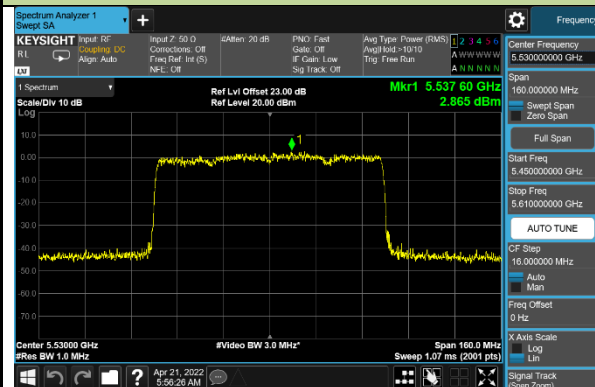 Spectrum Analyzer 1
Swept SA
KEYSIGHT
RL
LXI
Input: RF
Coupling: DC
Align: Auto
Input Z: 50 Ω
Corrections: Off
Freq Ref: Int (S)
NFE: Off
#Atten: 20 dB
PNO: Fast
Gate: Off
IF Gain: Low
Sig Track: Off
Avg Type: Power (RMS)
Avg|Hold:>10/10
Trig: Free Run
1 2 3 4 5 6
A W W W W W
A N N N N N
1 Spectrum
Scale/Div 10 dB
Log
Ref Lvl Offset 23.00 dB
Ref Level 20.00 dBm
Mkr1 5.537 60 GHz
2.865 dBm
1
10.0
0.00
-10.0
-20.0
-30.0
-40.0
-50.0
-60.0
-70.0
Center 5.53000 GHz
#Res BW 1.0 MHz
#Video BW 3.0 MHz*
Span 160.0 MHz
Sweep 1.07 ms (2001 pts)
Apr 21, 2022
5:56:26 AM
Frequency
Center Frequency
5.530000000 GHz
Span
160.000000 MHz
Swept Span
Zero Span
Full Span
Start Freq
5.450000000 GHz
Stop Freq
5.610000000 GHz
AUTO TUNE
CF Step
16.000000 MHz
Auto
Man
Freq Offset
0 Hz
X Axis Scale
Log
Lin
Signal Track
(Span Zoom)